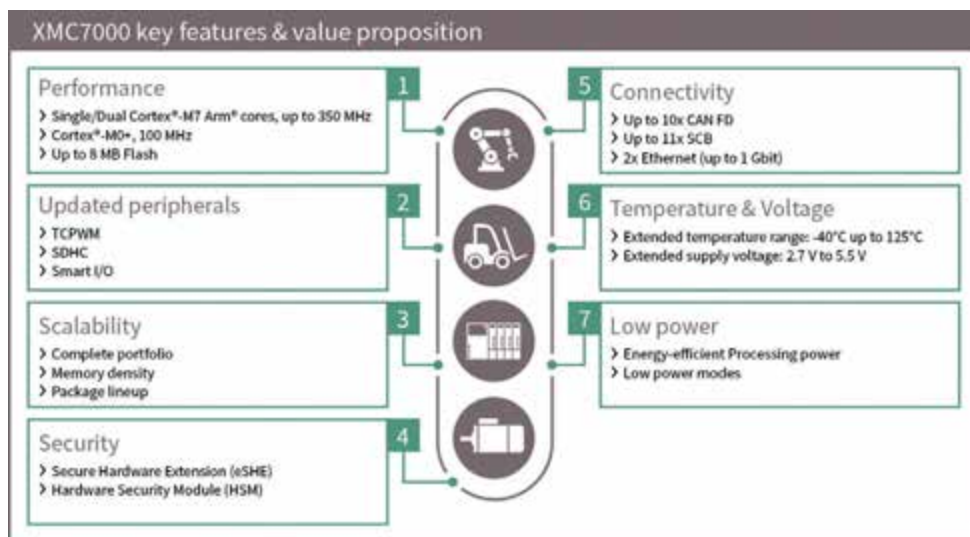 XMC7000 key features & value proposition
1
Performance
› Single/Dual Cortex®-M7 Arm® cores, up to 350 MHz
› Cortex®-M0+, 100 MHz
› Up to 8 MB Flash
2
Updated peripherals
› TCPWM
› SDHC
› Smart I/O
3
Scalability
› Complete portfolio
› Memory density
› Package lineup
4
Security
› Secure Hardware Extension (eSHE)
› Hardware Security Module (HSM)
5
Connectivity
› Up to 10x CAN FD
› Up to 11x SCB
› 2x Ethernet (up to 1 Gbit)
6
Temperature & Voltage
› Extended temperature range: -40°C up to 125°C
› Extended supply voltage: 2.7 V to 5.5 V
7
Low power
› Energy-efficient Processing power
› Low power modes